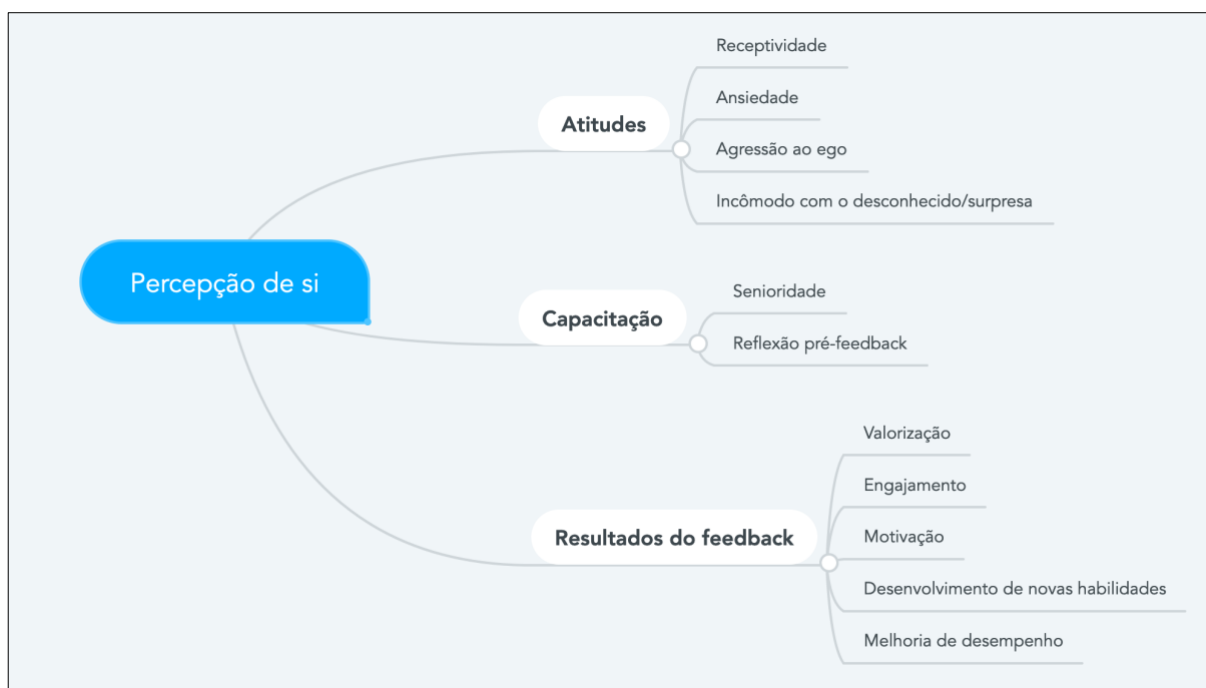 Percepção de si
Atitudes
Receptividade
Ansiedade
Agressão ao ego
Incômodo com o desconhecido/surpresa
Capacitação
Senioridade
Reflexão pré-feedback
Resultados do feedback
Valorização
Engajamento
Motivação
Desenvolvimento de novas habilidades
Melhoria de desempenho